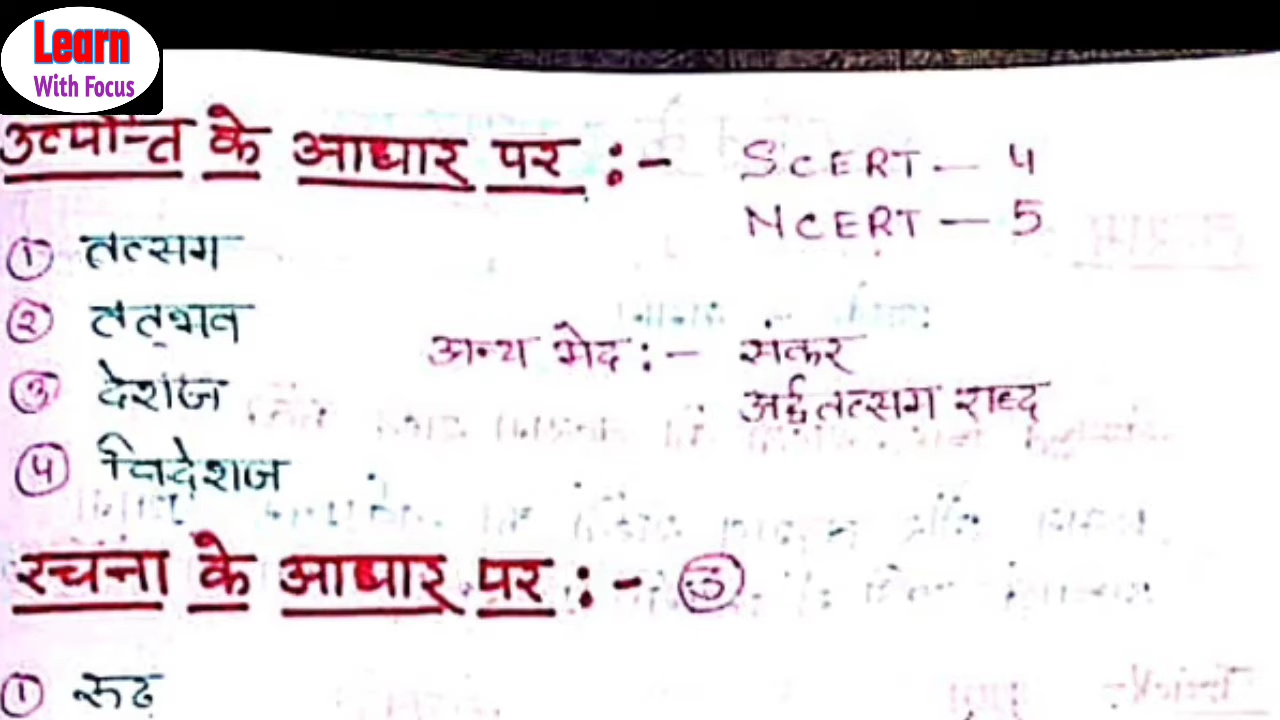 Learn
With Focus
उत्पत्ति के आधार पर :-
SCERT — 4
NCERT — 5
① तत्सम
② तत्भव
③ देशज
④ विदेशज
अन्य भेद :- संकर
अर्द्धतत्सम शब्द
रचना के आधार पर :- ③
① रूढ